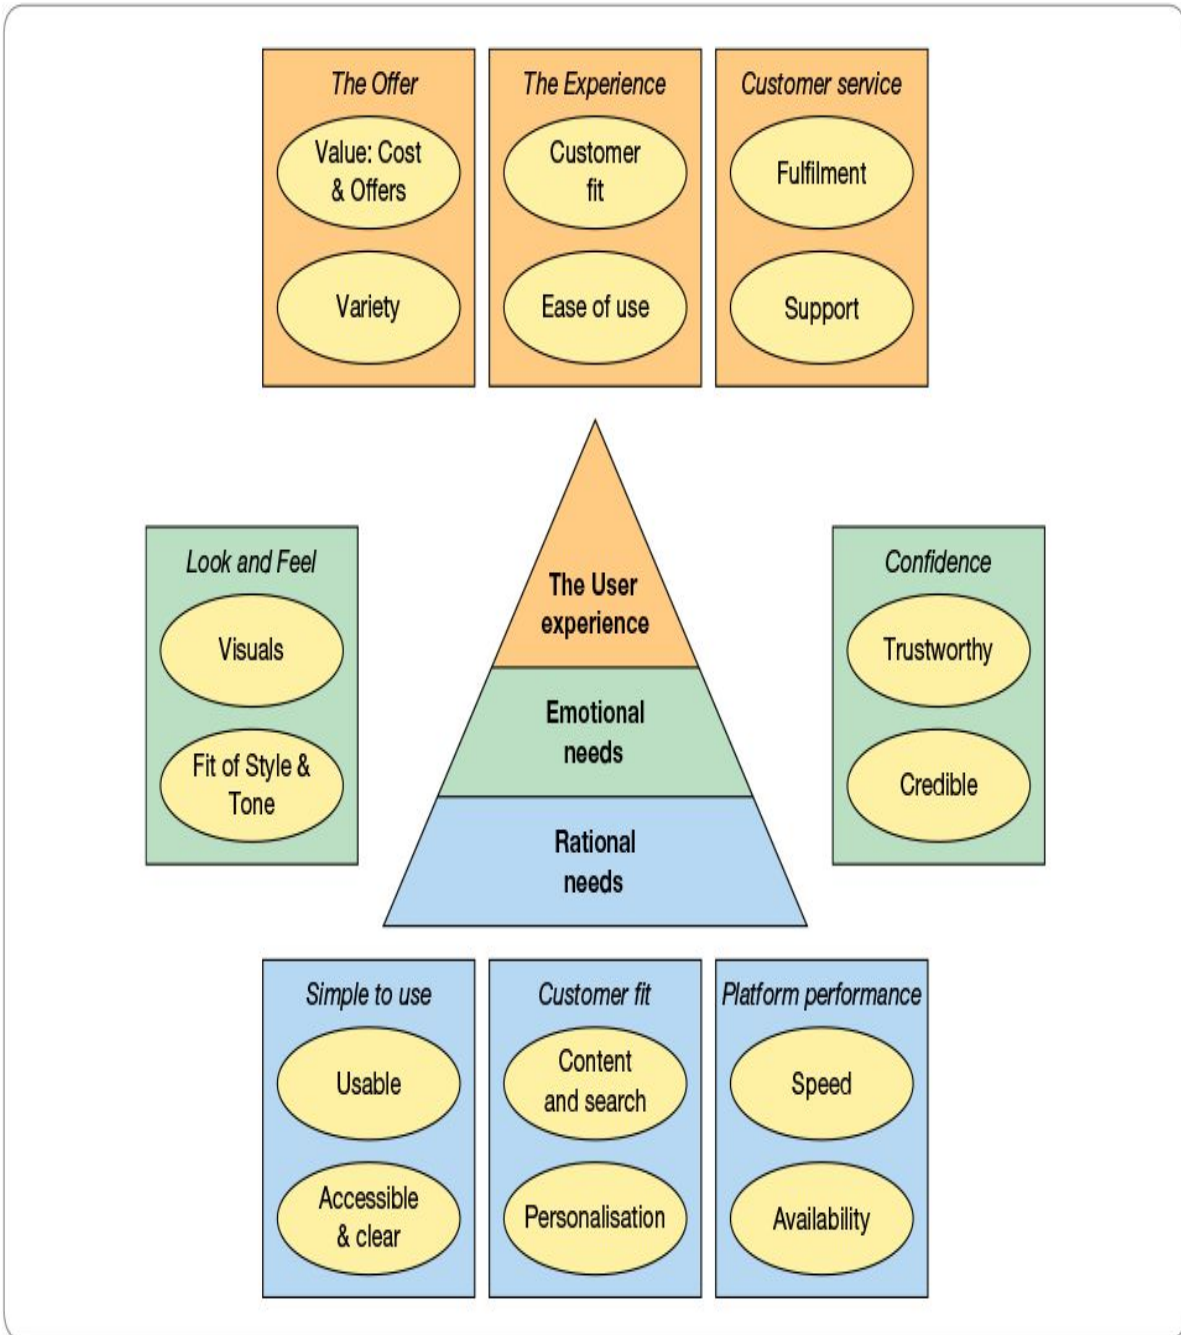 The Offer
Value: Cost
& Offers
Variety
The Experience
Customer
fit
Ease of use
Customer service
Fulfilment
Support
Look and Feel
Visuals
Fit of Style &
Tone
The User
experience
Emotional
needs
Rational
needs
Confidence
Trustworthy
Credible
Simple to use
Usable
Accessible
& clear
Customer fit
Content
and search
Personalisation
Platform performance
Speed
Availability